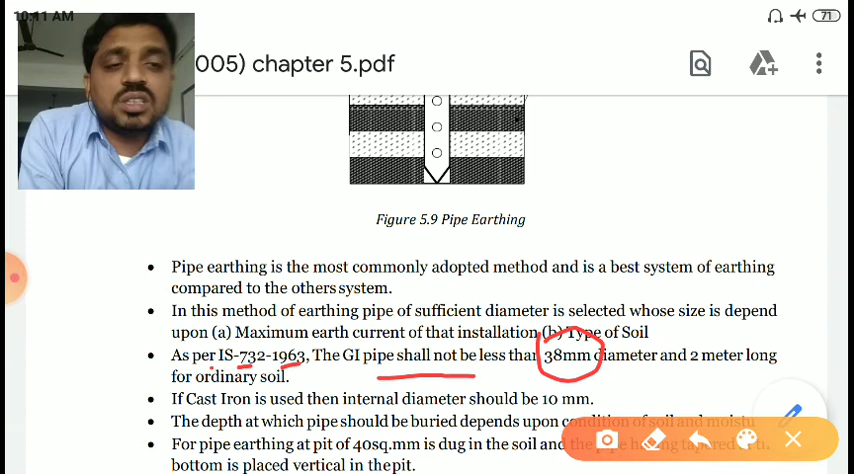 10:11 AM
71
005) chapter 5.pdf
Figure 5.9 Pipe Earthing
• Pipe earthing is the most commonly adopted method and is a best system of earthing
compared to the others system.
• In this method of earthing pipe of sufficient diameter is selected whose size is depend
upon (a) Maximum earth current of that installation (b) Type of Soil
• As per IS-732-1963, The GI pipe shall not be less than 38mm diameter and 2 meter long
for ordinary soil.
• If Cast Iron is used then internal diameter should be 10 mm.
• The depth at which pipe should be buried depends upon condition of soil and moistu
• For pipe earthing at pit of 40sq.mm is dug in the soil and the pipe having tapered
bottom is placed vertical in the pit.